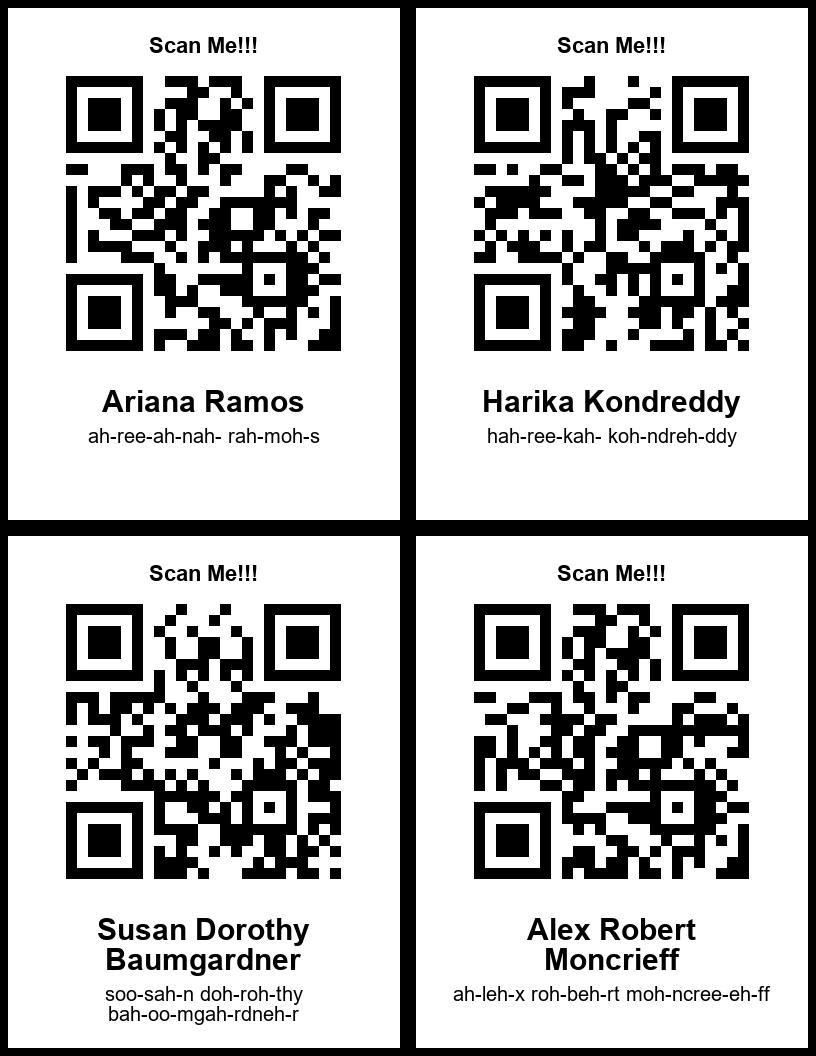 Scan Me!!!
Ariana Ramos
ah-ree-ah-nah- rah-moh-s
Scan Me!!!
Harika Kondreddy
hah-ree-kah- koh-ndreh-ddy
Scan Me!!!
Susan Dorothy
Baumgardner
soo-sah-n doh-roh-thy
bah-oo-mgah-rdneh-r
Scan Me!!!
Alex Robert
Moncrieff
ah-leh-x roh-beh-rt moh-ncree-eh-ff